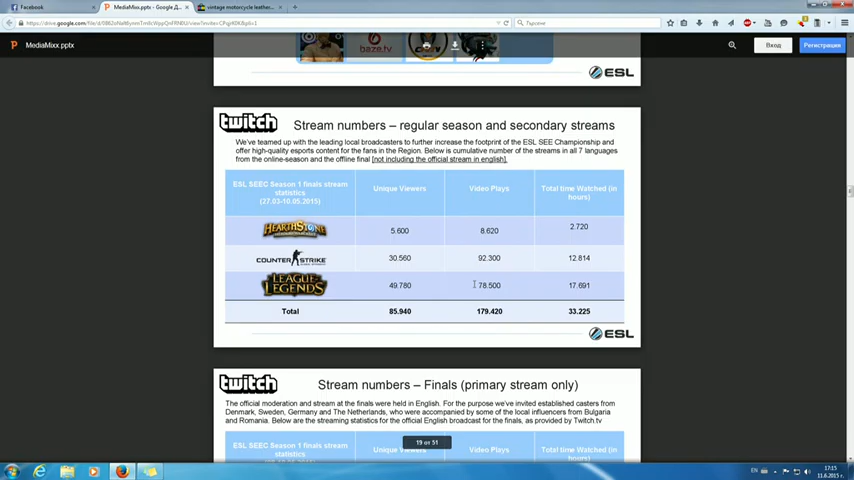 Facebook
MediaMixx.pptx - Google Д...
vintage motorcycle leather...
Търсене
MediaMixx.pptx
Вход
Регистрация
baze.tv
ESL
twitch
Stream numbers – regular season and secondary streams
We've teamed up with the leading local broadcasters to further increase the footprint of the ESL SEE Championship and
offer high-quality esports content for the fans in the Region. Below is cumulative number of the streams in all 7 languages
from the online-season and the offline final [not including the official stream in english].
ESL SEEC Season 1 finals stream
statistics.
(27.03-10.05.2015)
Unique Viewers
Video Plays
Total time Watched (in
hours)
HEARTHSTONE
5.600
8,620
2.720
COUNTER STRIKE
30.560
92.300
12.814
LEAGUE OF LEGENDS
49.780
78.500
17.691
Total
85.940
179.420
33.225
ESL
twitch
Stream numbers – Finals (primary stream only)
The official moderation and stream at the finals were held in English. For the purpose we've invited established casters from
Denmark, Sweden, Germany and The Netherlands, who were accompanied by some of the local influencers from Bulgaria
and Romania. Below are the streaming statistics for the official English broadcast for the finals, as provided by Twitch.tv
ESL SEEC Season 1 finals stream
statistics
Video Plays
Total time Watched (in
hours)
19 от 51
EN
17:15
11.6.2015 г.